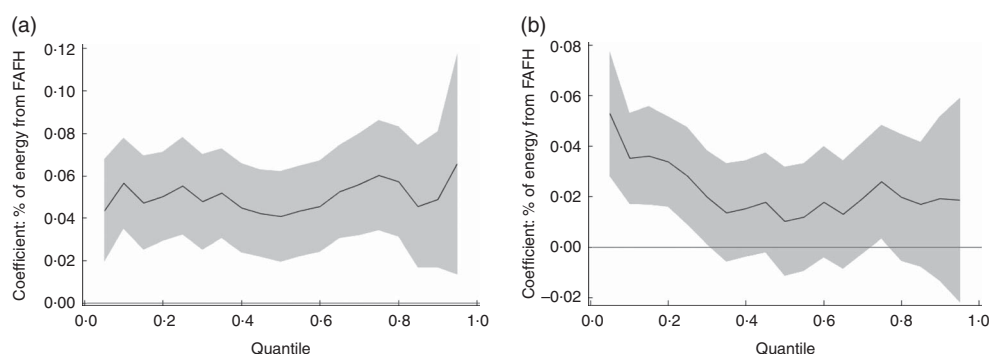 (a)
Coefficient: % of energy from FAFH
0·12
0·10
0·08
0·06
0·04
0·02
0·00
0·0 0·2 0·4 0·6 0·8 1·0
Quantile
(b)
Coefficient: % of energy from FAFH
0·08
0·06
0·04
0·02
0·00
–0·02
0·0 0·2 0·4 0·6 0·8 1·0
Quantile